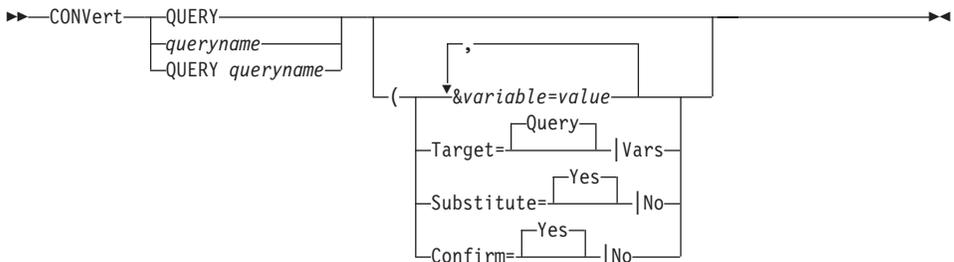 CONVert QUERY
queryname
QUERY queryname
,
( &variable=value
Query
Target= |Vars
Yes
Substitute= |No
Yes
Confirm= |No